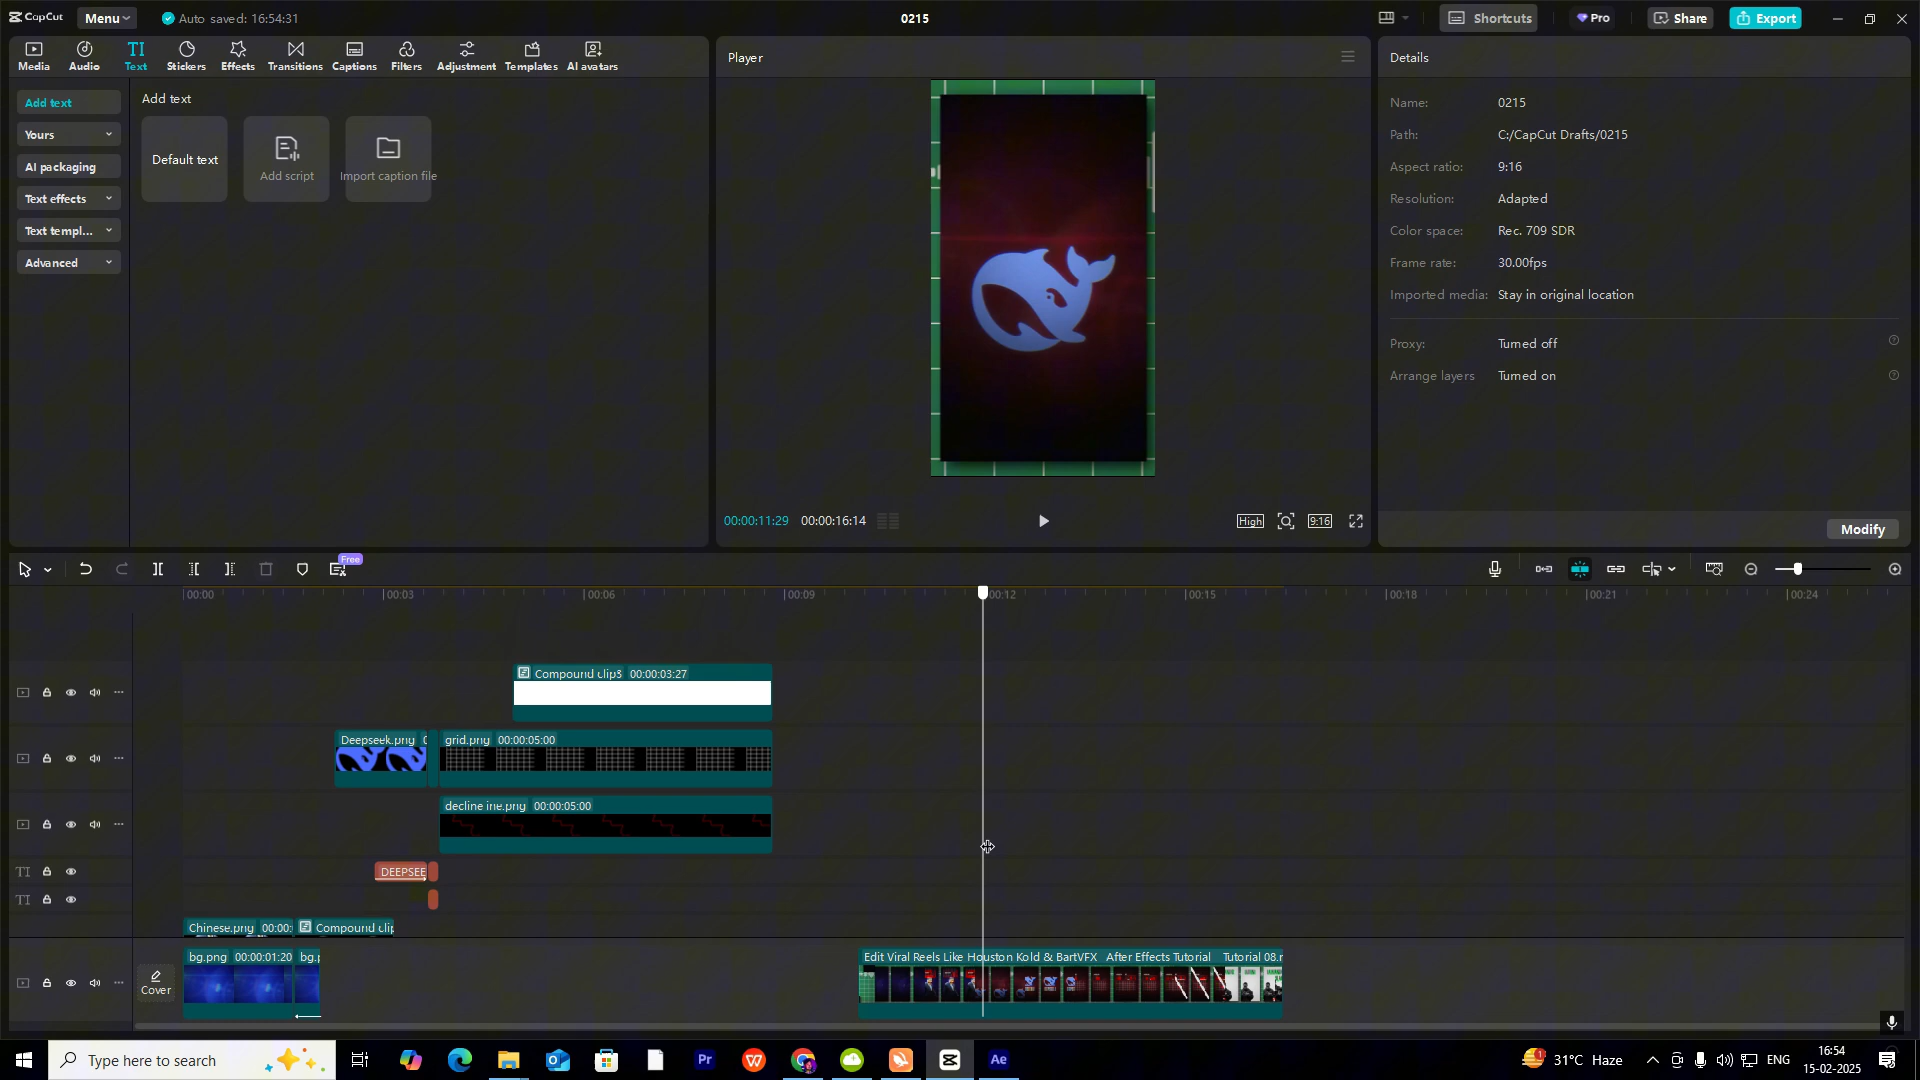 CapCut
Menu
Auto saved: 16:54:31
0215
Shortcuts
Pro
Share
Export
Media
Audio
TI
Text
Stickers
Effects
Transitions
Captions
Filters
Adjustment
Templates
AI avatars
Add text
Yours
AI packaging
Text effects
Text templ...
Advanced
Add text
Default text
Add script
Import caption file
Player
00:00:11:29
00:00:16:14
High
9:16
Details
Name: 0215
Path: C:/CapCut Drafts/0215
Aspect ratio: 9:16
Resolution: Adapted
Color space: Rec. 709 SDR
Frame rate: 30.00fps
Imported media: Stay in original location
Proxy: Turned off
Arrange layers Turned on
Modify
Free
00:00
00:03
00:06
00:09
00:12
00:15
00:18
00:21
00:24
Compound clip3 00:00:03:27
Deepseek.png 0
grid.png 00:00:05:00
decline ine.png 00:00:05:00
TI
DEEPSEE
TI
Chinese.png 00:00:
Compound clip
Cover
bg.png 00:00:01:20
bg.p
Edit Viral Reels Like Houston Kold & BartVFX After Effects Tutorial Tutorial 08.m
Type here to search
Pr
Ae
31°C Haze
ENG
16:54
15-02-2025